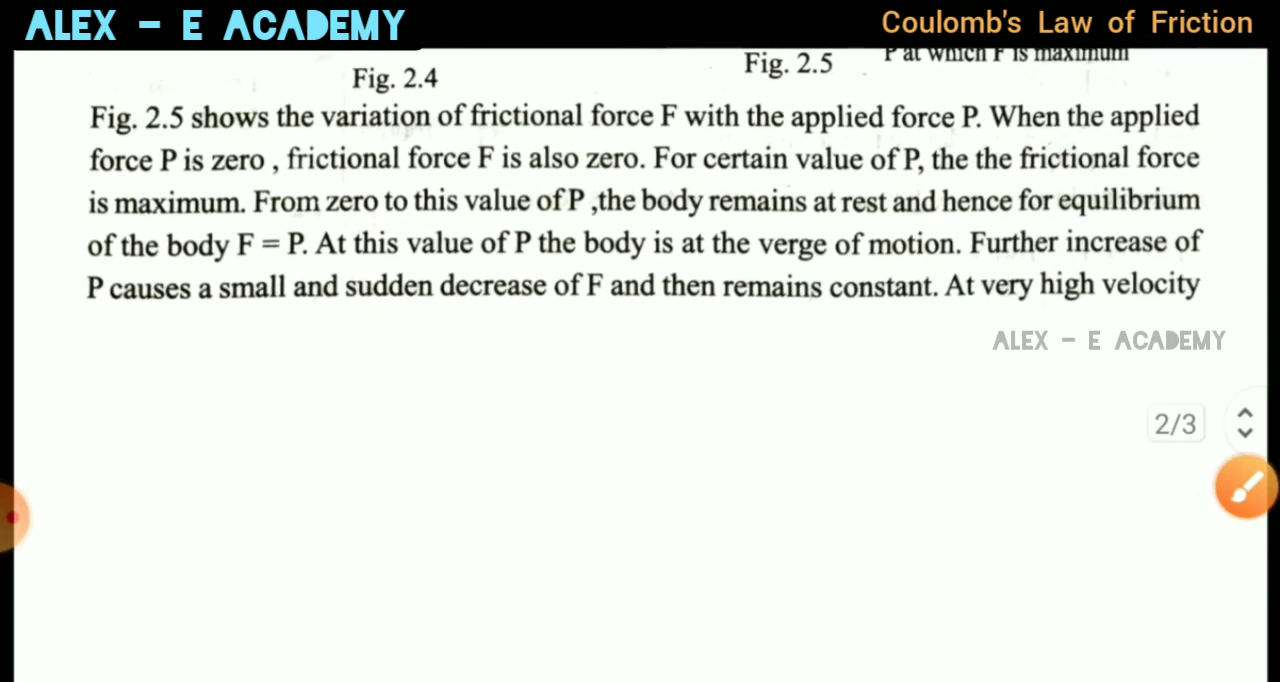 ALEX - E ACADEMY
Coulomb's Law of Friction
P at which F is maximum
Fig. 2.4
Fig. 2.5
Fig. 2.5 shows the variation of frictional force F with the applied force P. When the applied
force P is zero , frictional force F is also zero. For certain value of P, the the frictional force
is maximum. From zero to this value of P ,the body remains at rest and hence for equilibrium
of the body F = P. At this value of P the body is at the verge of motion. Further increase of
P causes a small and sudden decrease of F and then remains constant. At very high velocity
ALEX - E ACADEMY
2/3